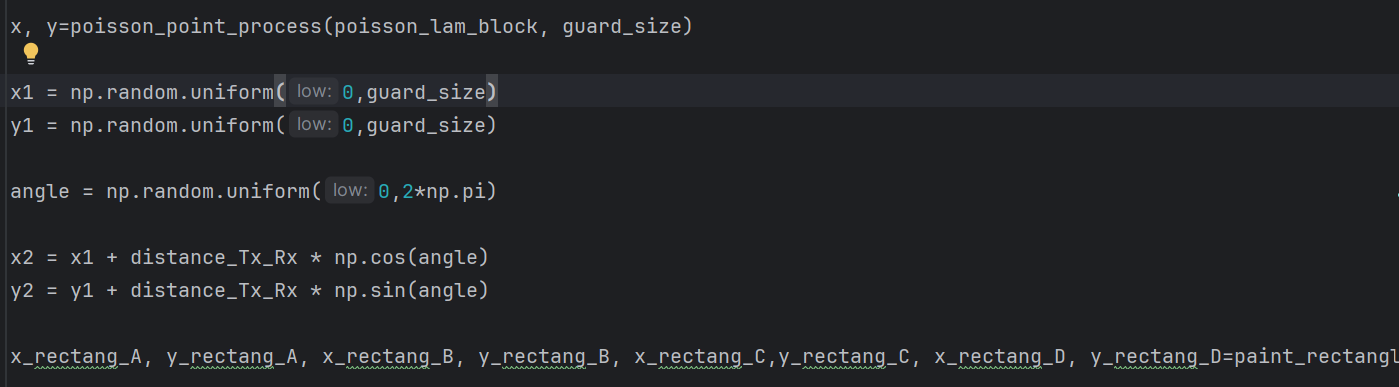 x, y=poisson_point_process(poisson_lam_block, guard_size)
x1 = np.random.uniform(low: 0,guard_size)
y1 = np.random.uniform(low: 0,guard_size)
angle = np.random.uniform(low: 0,2*np.pi)
x2 = x1 + distance_Tx_Rx * np.cos(angle)
y2 = y1 + distance_Tx_Rx * np.sin(angle)
x_rectang_A, y_rectang_A, x_rectang_B, y_rectang_B, x_rectang_C,y_rectang_C, x_rectang_D, y_rectang_D=paint_rectangl